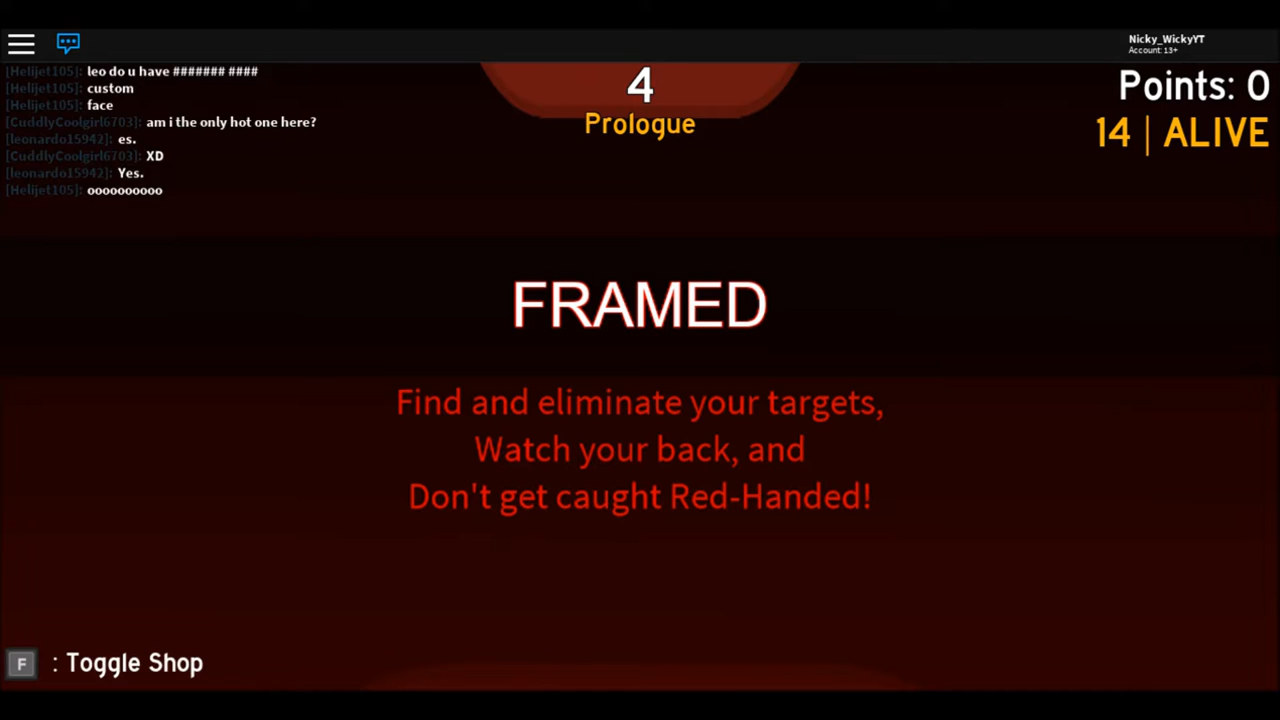 Nicky_WickyYT
Account: 13+
[Helijet105]: leo do u have ####### ####
[Helijet105]: custom
[Helijet105]: face
[CuddlyCoolgirl6703]: am i the only hot one here?
[leonardo15942]: es.
[CuddlyCoolgirl6703]: XD
[leonardo15942]: Yes.
[Helijet105]: oooooooooo
4
Prologue
Points: 0
14 | ALIVE
FRAMED
Find and eliminate your targets,
Watch your back, and
Don't get caught Red-Handed!
F : Toggle Shop